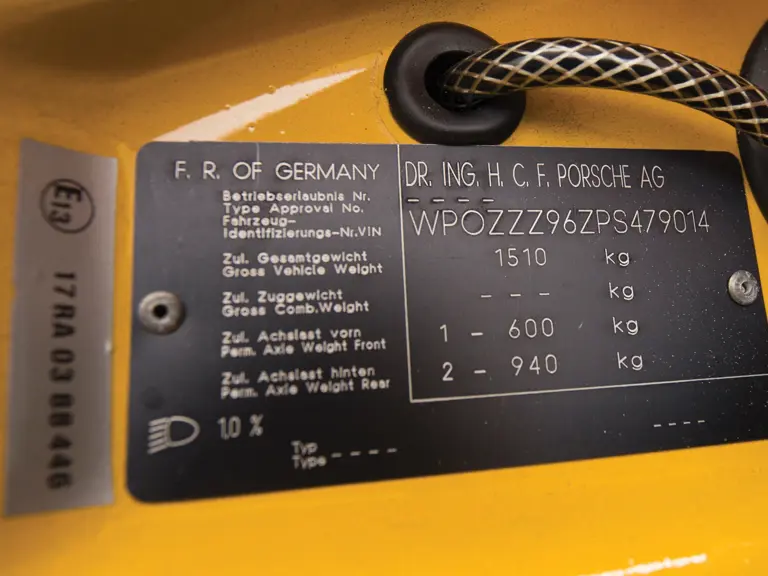 E13
17RA 03 88446
F. R. OF GERMANY
DR. ING. H. C. F. PORSCHE AG
Betriebserlaubnis Nr.
Type Approval No.
- - - -
Fahrzeug-
Identifizierungs-Nr.VIN
WPOZZZ96ZPS479014
Zul. Gesamtgewicht
Gross Vehicle Weight
1510 kg
Zul. Zuggewicht
Gross Comb.Weight
- - - kg
Zul. Achslast vorn
Perm. Axle Weight Front
1 - 600 kg
Zul. Achslast hinten
Perm. Axle Weight Rear
2 - 940 kg
1,0 %
Typ
Type - - - -
- - - -